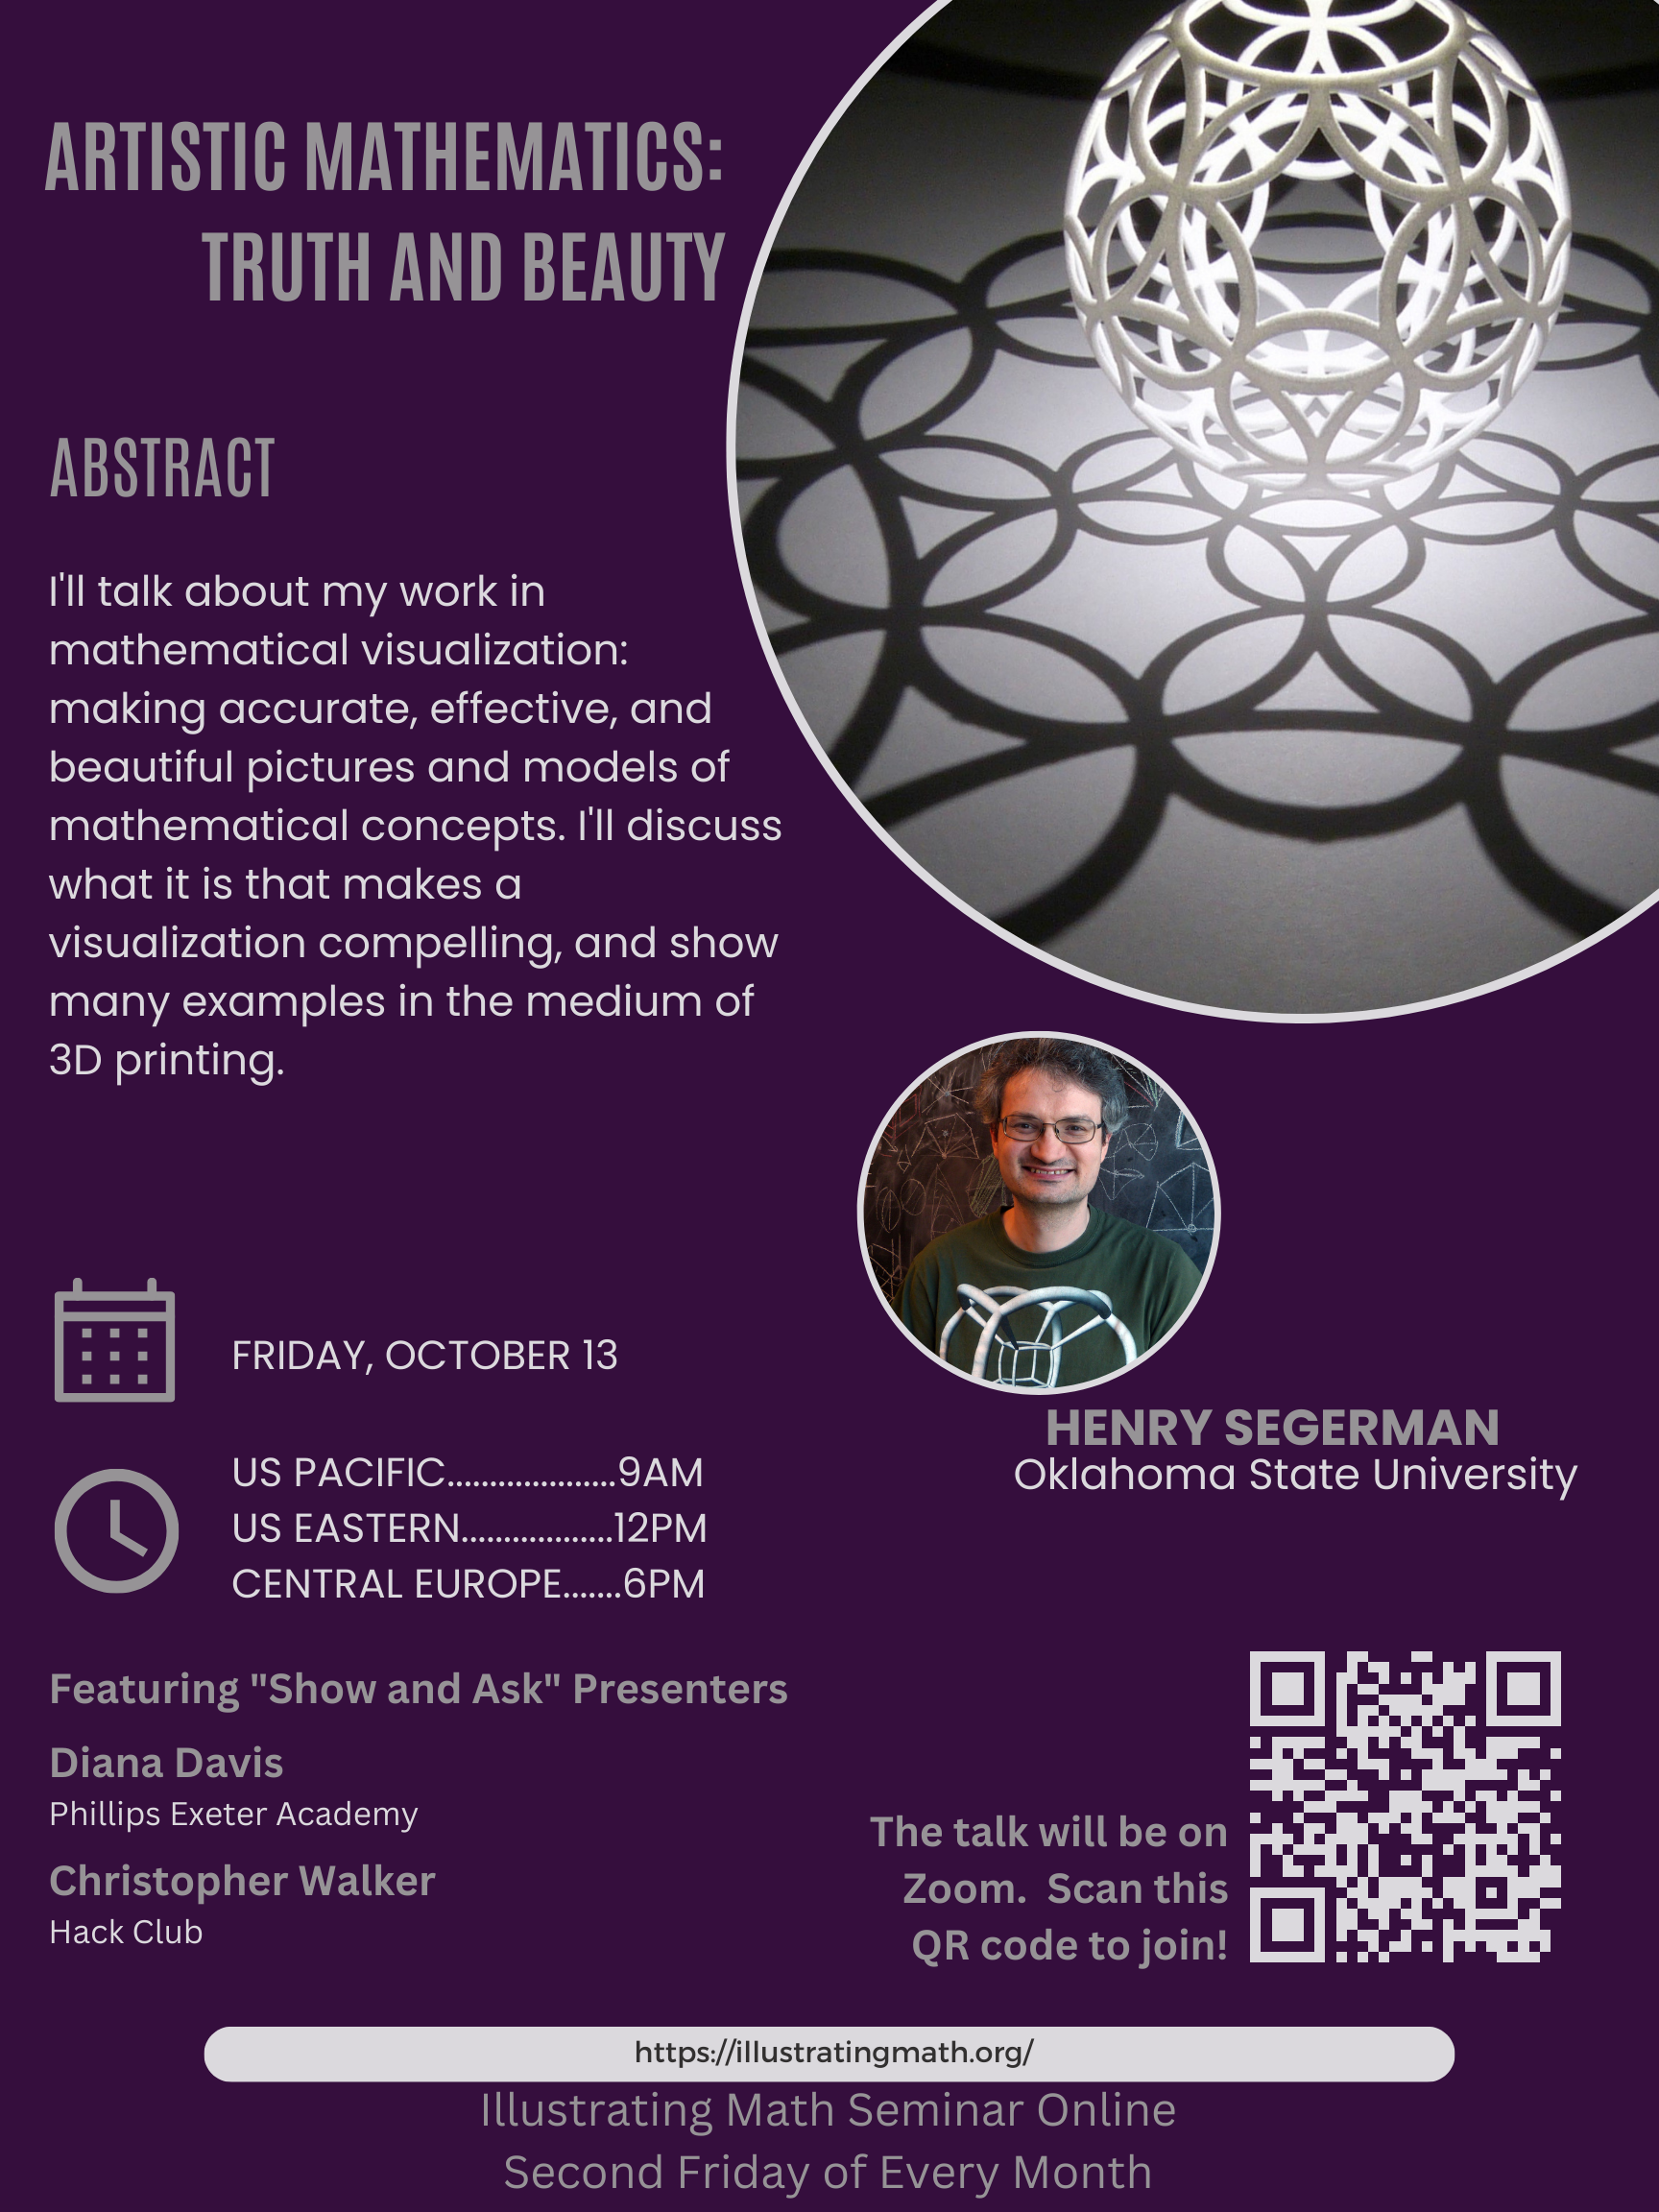 ARTISTIC MATHEMATICS:
TRUTH AND BEAUTY
ABSTRACT
I'll talk about my work in
mathematical visualization:
making accurate, effective, and
beautiful pictures and models of
mathematical concepts. I'll discuss
what it is that makes a
visualization compelling, and show
many examples in the medium of
3D printing.
FRIDAY, OCTOBER 13
US PACIFIC....................9AM
US EASTERN..................12PM
CENTRAL EUROPE.......6PM
HENRY SEGERMAN
Oklahoma State University
Featuring "Show and Ask" Presenters
Diana Davis
Phillips Exeter Academy
Christopher Walker
Hack Club
The talk will be on
Zoom.  Scan this
QR code to join!
https://illustratingmath.org/
Illustrating Math Seminar Online
Second Friday of Every Month